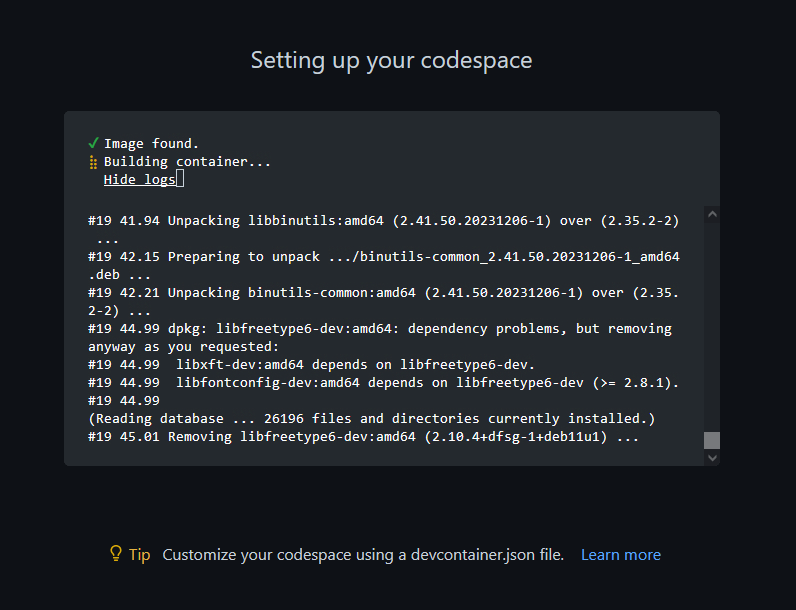 Setting up your codespace
✓ Image found.
Building container...
Hide logs
#19 41.94 Unpacking libbinutils:amd64 (2.41.50.20231206-1) over (2.35.2-2)
 ...
#19 42.15 Preparing to unpack .../binutils-common_2.41.50.20231206-1_amd64
.deb ...
#19 42.21 Unpacking binutils-common:amd64 (2.41.50.20231206-1) over (2.35.
2-2) ...
#19 44.99 dpkg: libfreetype6-dev:amd64: dependency problems, but removing
anyway as you requested:
#19 44.99  libxft-dev:amd64 depends on libfreetype6-dev.
#19 44.99  libfontconfig-dev:amd64 depends on libfreetype6-dev (>= 2.8.1).
#19 44.99
(Reading database ... 26196 files and directories currently installed.)
#19 45.01 Removing libfreetype6-dev:amd64 (2.10.4+dfsg-1+deb11u1) ...
Tip Customize your codespace using a devcontainer.json file. Learn more